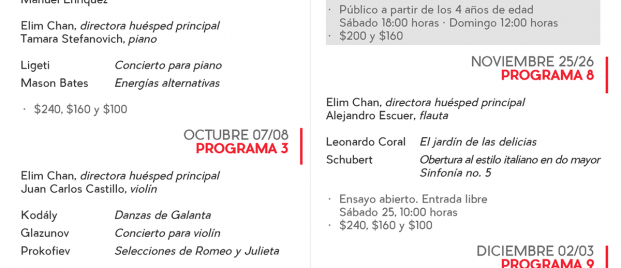 Manuel Enríquez
Elim Chan, directora huésped principal
Tamara Stefanovich, piano
Ligeti Concierto para piano
Mason Bates Energías alternativas
· $240, $160 y $100
OCTUBRE 07/08
PROGRAMA 3
Elim Chan, directora huésped principal
Juan Carlos Castillo, violín
Kodály Danzas de Galanta
Glazunov Concierto para violín
Prokofiev Selecciones de Romeo y Julieta
· Público a partir de los 4 años de edad
Sábado 18:00 horas · Domingo 12:00 horas
· $200 y $160
NOVIEMBRE 25/26
PROGRAMA 8
Elim Chan, directora huésped principal
Alejandro Escuer, flauta
Leonardo Coral El jardín de las delicias
Schubert Obertura al estilo italiano en do mayor
Sinfonía no. 5
· Ensayo abierto. Entrada libre
Sábado 25, 10:00 horas
· $240, $160 y $100
DICIEMBRE 02/03
PROGRAMA 9